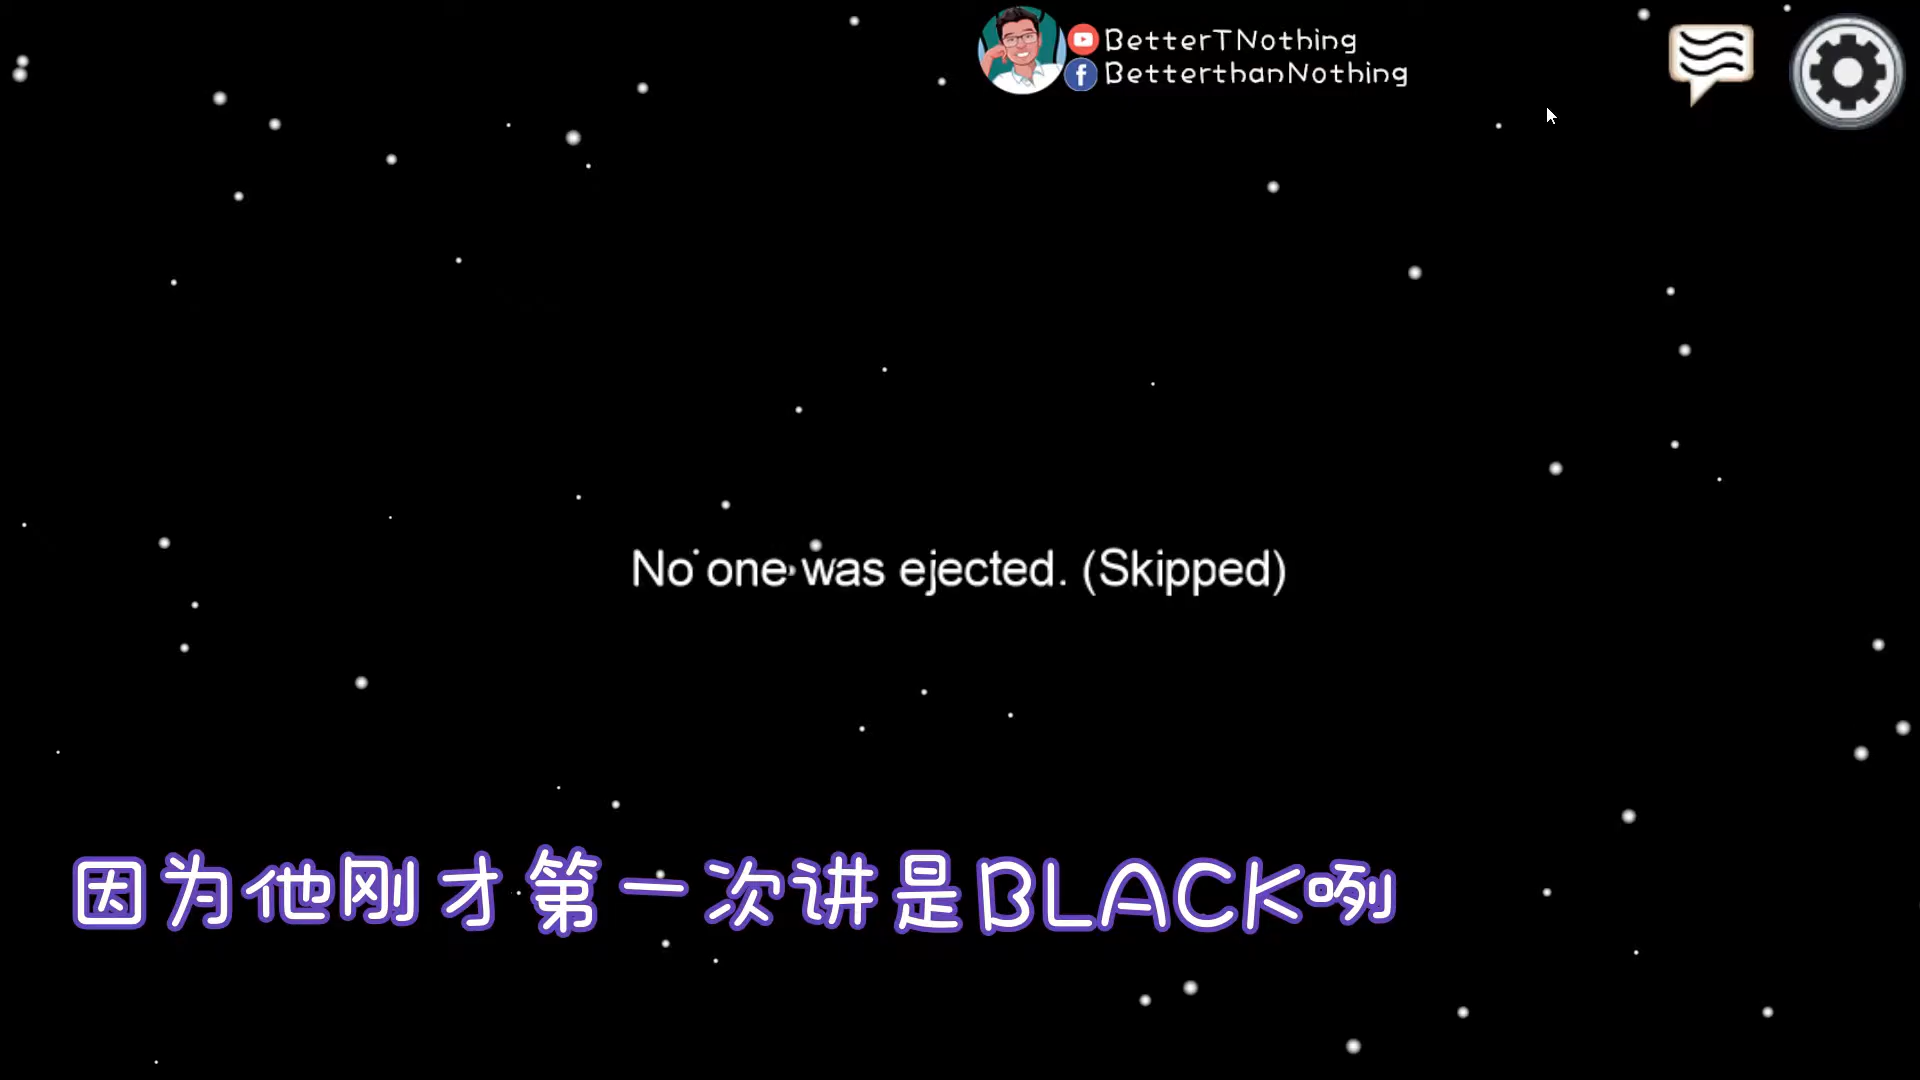 BetterTNothing
BetterthanNothing
No one was ejected. (Skipped)
因为他刚才第一次讲是BLACK咧